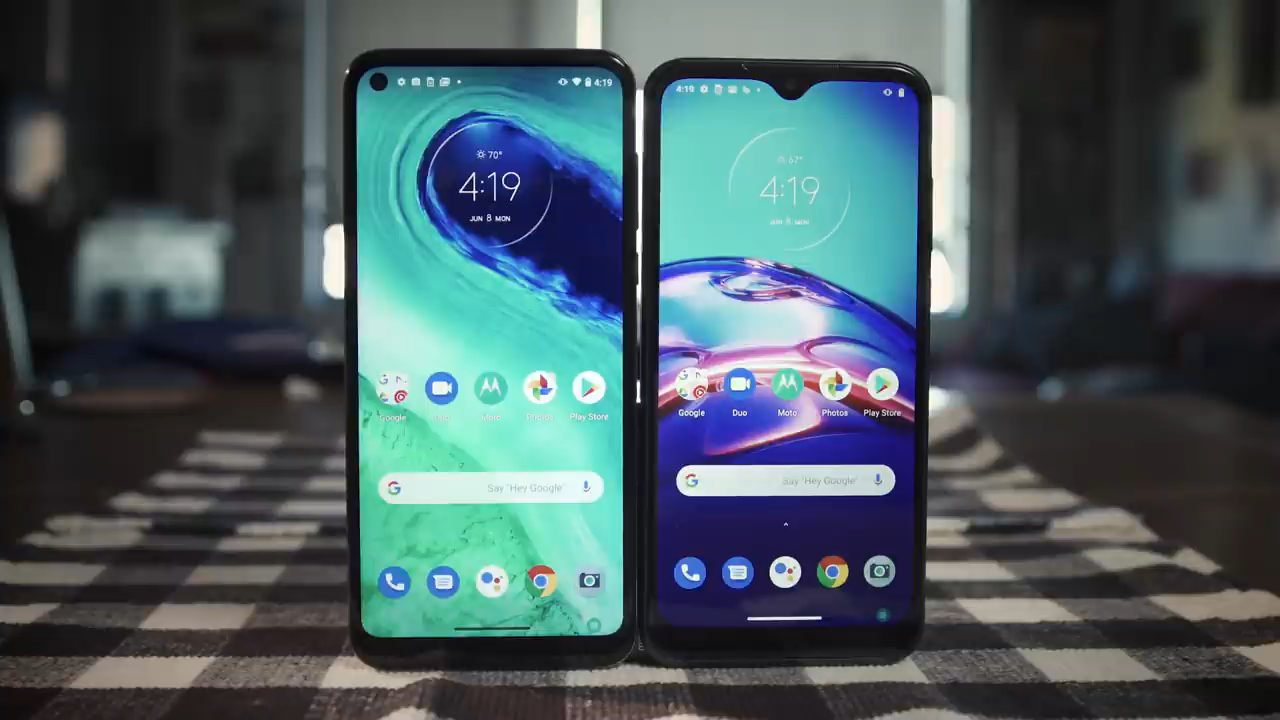 4:19
70°
4:19
JUN 8 MON
Google
Duo
Moto
Photos
Play Store
Say "Hey Google"
4:19
67°
4:19
JUN 8 MON
Google
Duo
Moto
Photos
Play Store
Say "Hey Google"